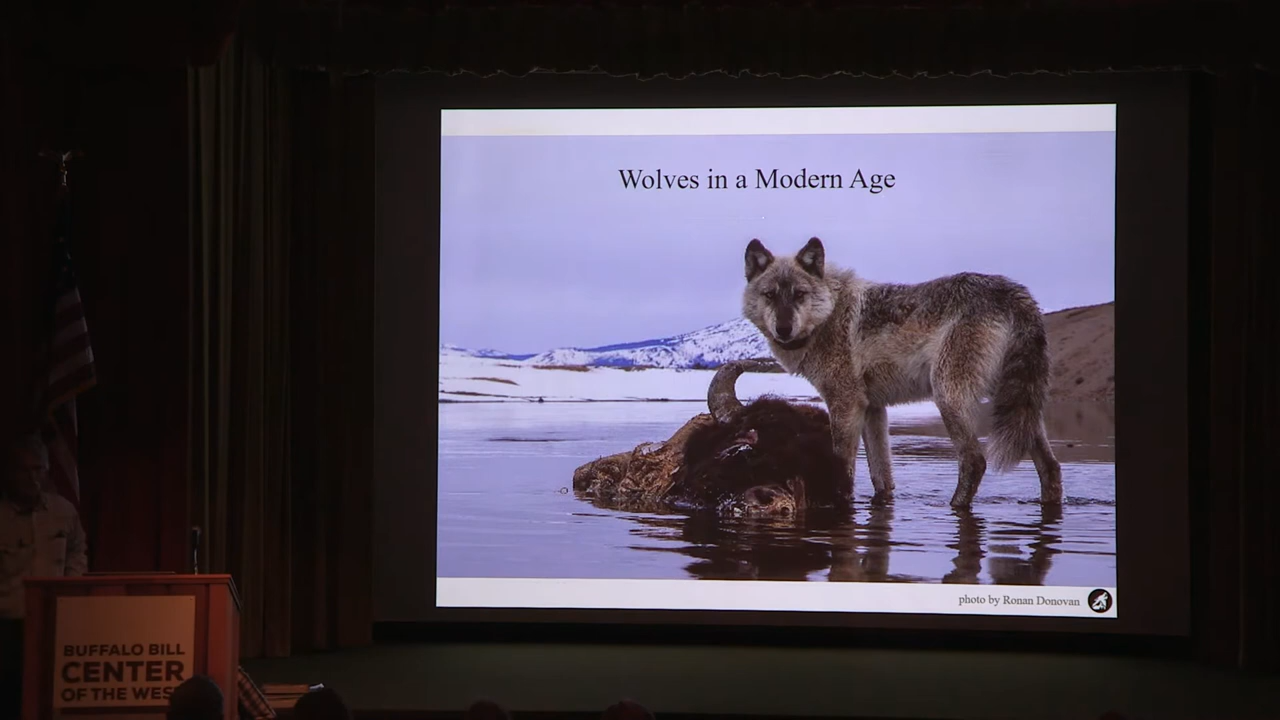 Wolves in a Modern Age
photo by Ronan Donovan
BUFFALO BILL
CENTER
OF THE WEST